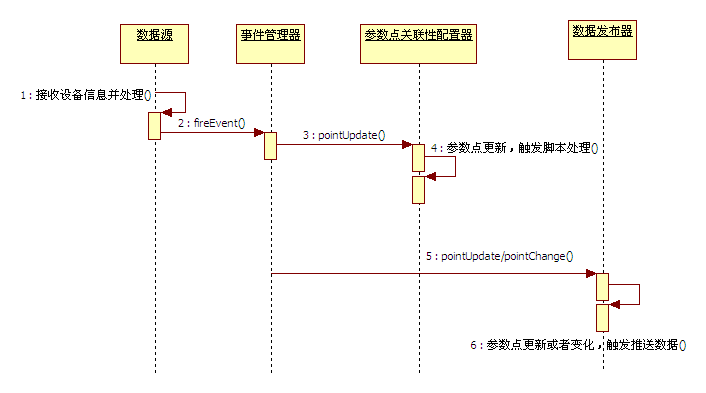 数据源
事件管理器
参数点关联性配置器
数据发布器
1 : 接收设备信息并处理()
2 : fireEvent()
3 : pointUpdate()
4 : 参数点更新，触发脚本处理()
5 : pointUpdate/pointChange()
6 : 参数点更新或者变化，触发推送数据()